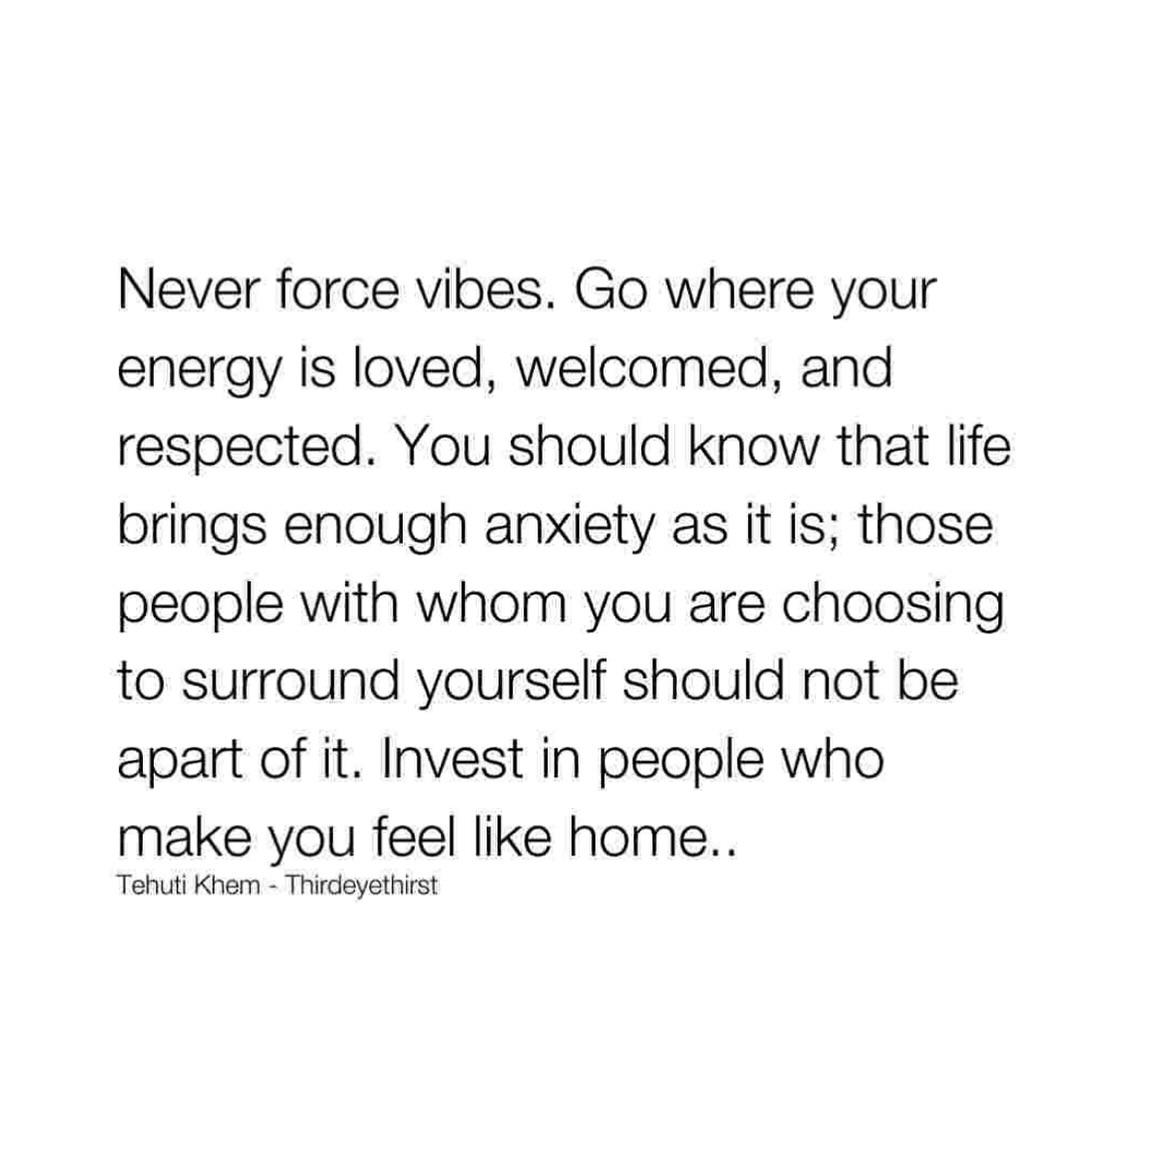 Never force vibes. Go where your
energy is loved, welcomed, and
respected. You should know that life
brings enough anxiety as it is; those
people with whom you are choosing
to surround yourself should not be
apart of it. Invest in people who
make you feel like home..
Tehuti Khem - Thirdeyethirst